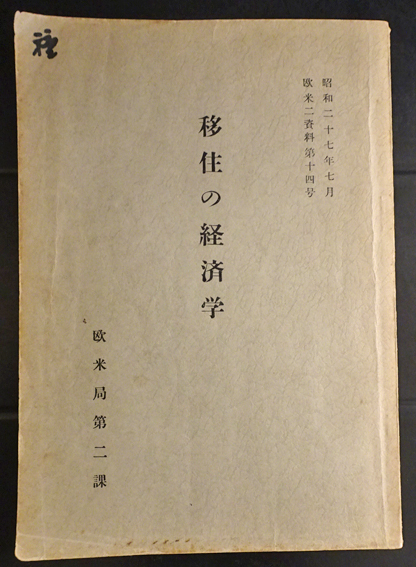 昭和二十七年七月
欧米二資料第十四号
移住の経済学
欧米局第二課